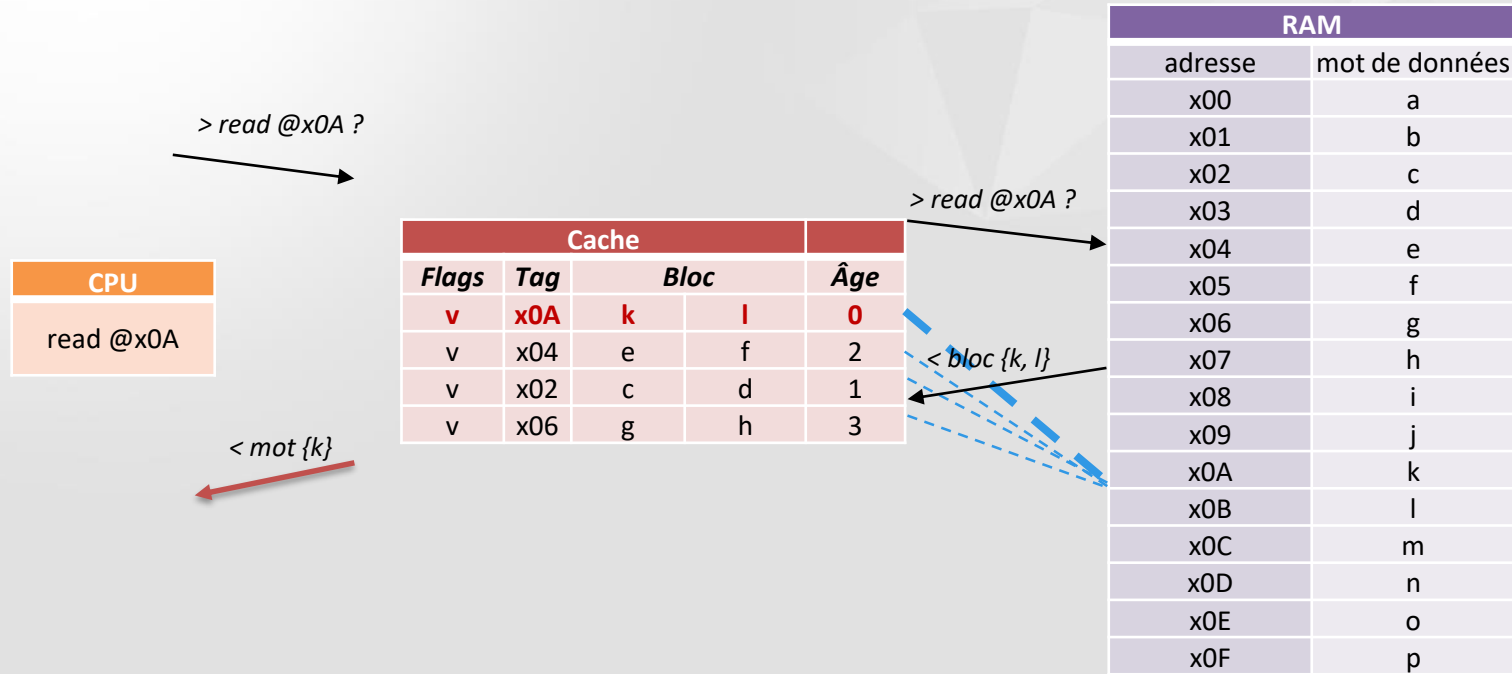 > read @x0A ?
CPU
read @x0A
< mot {k}
Cache
Flags Tag Bloc Âge
v x0A k l 0
v x04 e f 2
v x02 c d 1
v x06 g h 3
> read @x0A ?
< bloc {k, l}
RAM
adresse mot de données
x00 a
x01 b
x02 c
x03 d
x04 e
x05 f
x06 g
x07 h
x08 i
x09 j
x0A k
x0B l
x0C m
x0D n
x0E o
x0F p